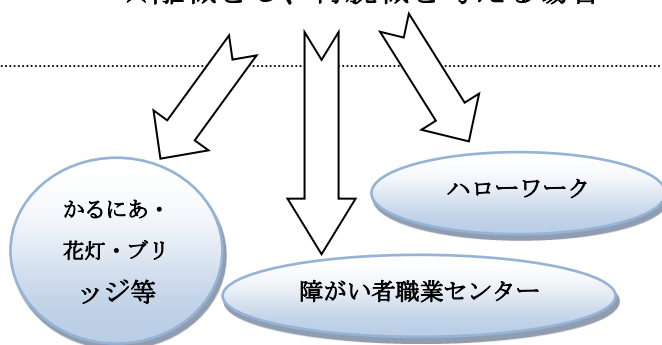 かるにあ・
花灯・ブリ
ッジ等
ハローワーク
障がい者職業センター